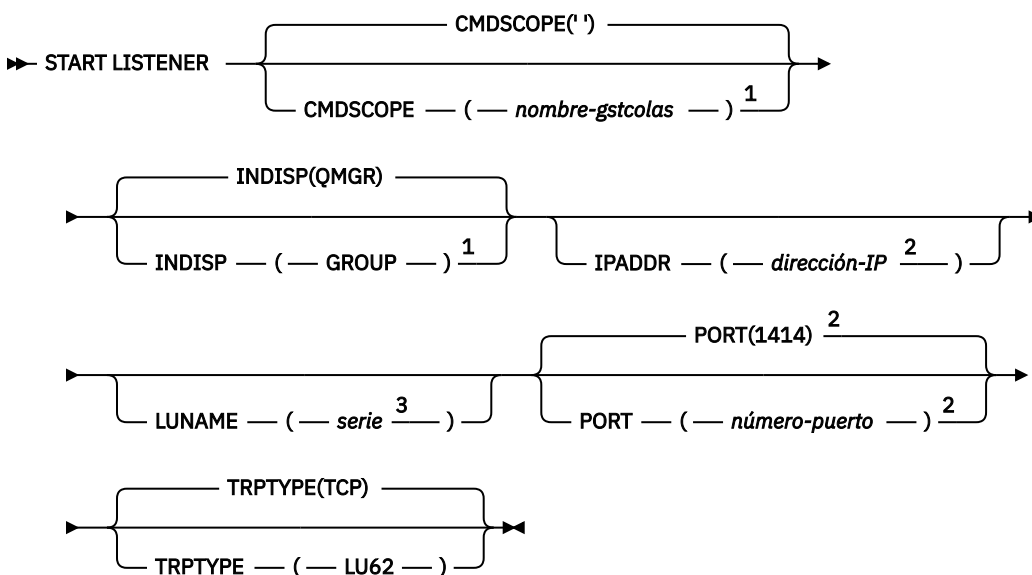 CMDSCOPE(' ')
START LISTENER
CMDSCOPE ( nombre-gstcolas ) 1
INDISP(QMGR)
INDISP ( GROUP ) 1
IPADDR ( dirección-IP 2 )
PORT(1414) 2
LUNAME ( serie 3 )
PORT ( número-puerto ) 2
TRPTYPE(TCP)
TRPTYPE ( LU62 )